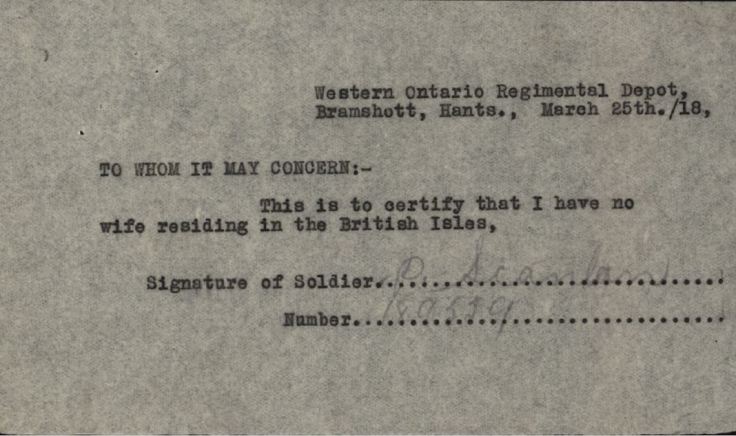 Western Ontario Regimental Depot,
Bramshott, Hants., March 25th./18,
TO WHOM IT MAY CONCERN:-
This is to certify that I have no
wife residing in the British Isles,
Signature of Soldier... Scanlan
Number...